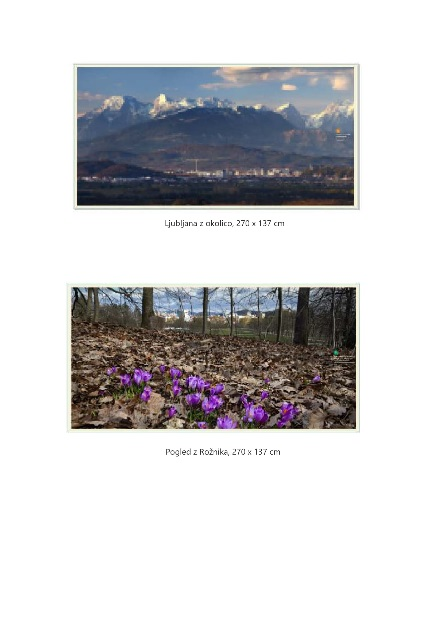 Ljubljana z okolico, 270 x 137 cm
Pogled z Rožnika, 270 x 137 cm